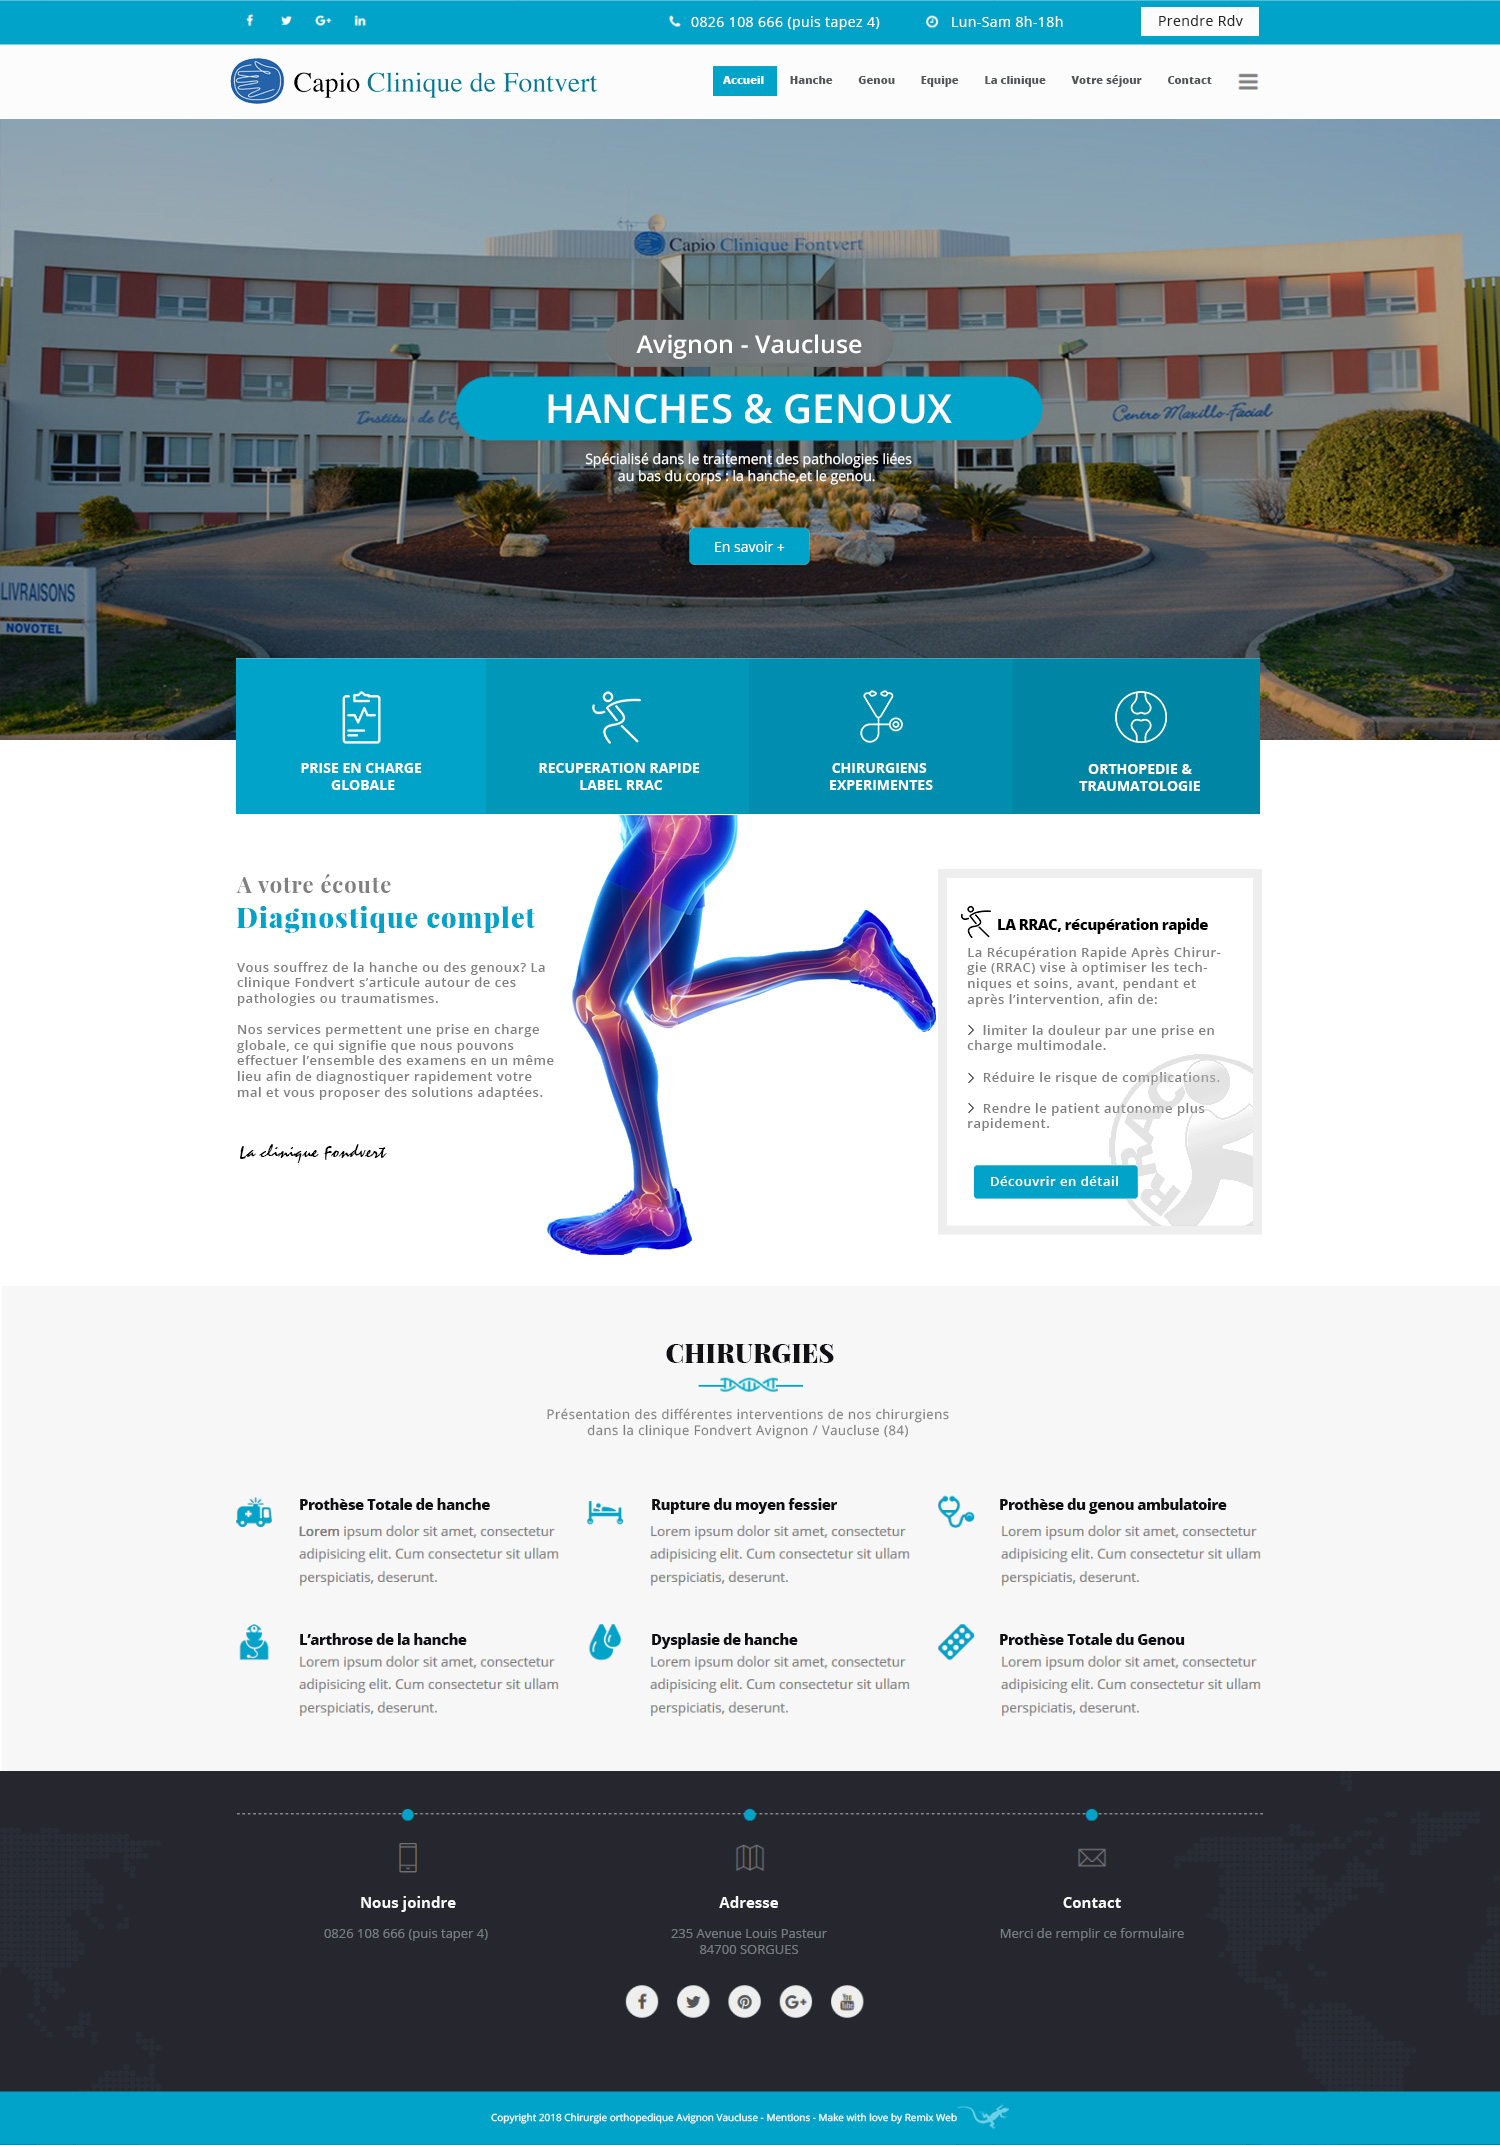 0826 108 666 (puis tapez 4)
Lun-Sam 8h-18h
Prendre Rdv
Capio Clinique de Fontvert
Accueil
Hanche
Genou
Equipe
La clinique
Votre séjour
Contact
Capio Clinique Fontvert
Avignon - Vaucluse
HANCHES & GENOUX
Institut de l'E
Centre Maxillo-Facial
Spécialisé dans le traitement des pathologies liées
au bas du corps : la hanche,et le genou.
En savoir +
LIVRAISONS
NOVOTEL
PRISE EN CHARGE
GLOBALE
RECUPERATION RAPIDE
LABEL RRAC
CHIRURGIENS
EXPERIMENTES
ORTHOPEDIE &
TRAUMATOLOGIE
A votre écoute
Diagnostique complet
Vous souffrez de la hanche ou des genoux? La
clinique Fondvert s'articule autour de ces
pathologies ou traumatismes.
Nos services permettent une prise en charge
globale, ce qui signifie que nous pouvons
effectuer l'ensemble des examens en un même
lieu afin de diagnostiquer rapidement votre
mal et vous proposer des solutions adaptées.
La clinique Fondvert
LA RRAC, récupération rapide
La Récupération Rapide Après Chirur-
gie (RRAC) vise à optimiser les tech-
niques et soins, avant, pendant et
après l'intervention, afin de:
> limiter la douleur par une prise en
charge multimodale.
> Réduire le risque de complications.
> Rendre le patient autonome plus
rapidement.
RRAC
Découvrir en détail
CHIRURGIES
Présentation des différentes interventions de nos chirurgiens
dans la clinique Fondvert Avignon / Vaucluse (84)
Prothèse Totale de hanche
Lorem ipsum dolor sit amet, consectetur
adipisicing elit. Cum consectetur sit ullam
perspiciatis, deserunt.
Rupture du moyen fessier
Lorem ipsum dolor sit amet, consectetur
adipisicing elit. Cum consectetur sit ullam
perspiciatis, deserunt.
Prothèse du genou ambulatoire
Lorem ipsum dolor sit amet, consectetur
adipisicing elit. Cum consectetur sit ullam
perspiciatis, deserunt.
L'arthrose de la hanche
Lorem ipsum dolor sit amet, consectetur
adipisicing elit. Cum consectetur sit ullam
perspiciatis, deserunt.
Dysplasie de hanche
Lorem ipsum dolor sit amet, consectetur
adipisicing elit. Cum consectetur sit ullam
perspiciatis, deserunt.
Prothèse Totale du Genou
Lorem ipsum dolor sit amet, consectetur
adipisicing elit. Cum consectetur sit ullam
perspiciatis, deserunt.
Nous joindre
0826 108 666 (puis taper 4)
Adresse
235 Avenue Louis Pasteur
84700 SORGUES
Contact
Merci de remplir ce formulaire
Copyright 2018 Chirurgie orthopedique Avignon Vaucluse - Mentions - Make with love by Remix Web